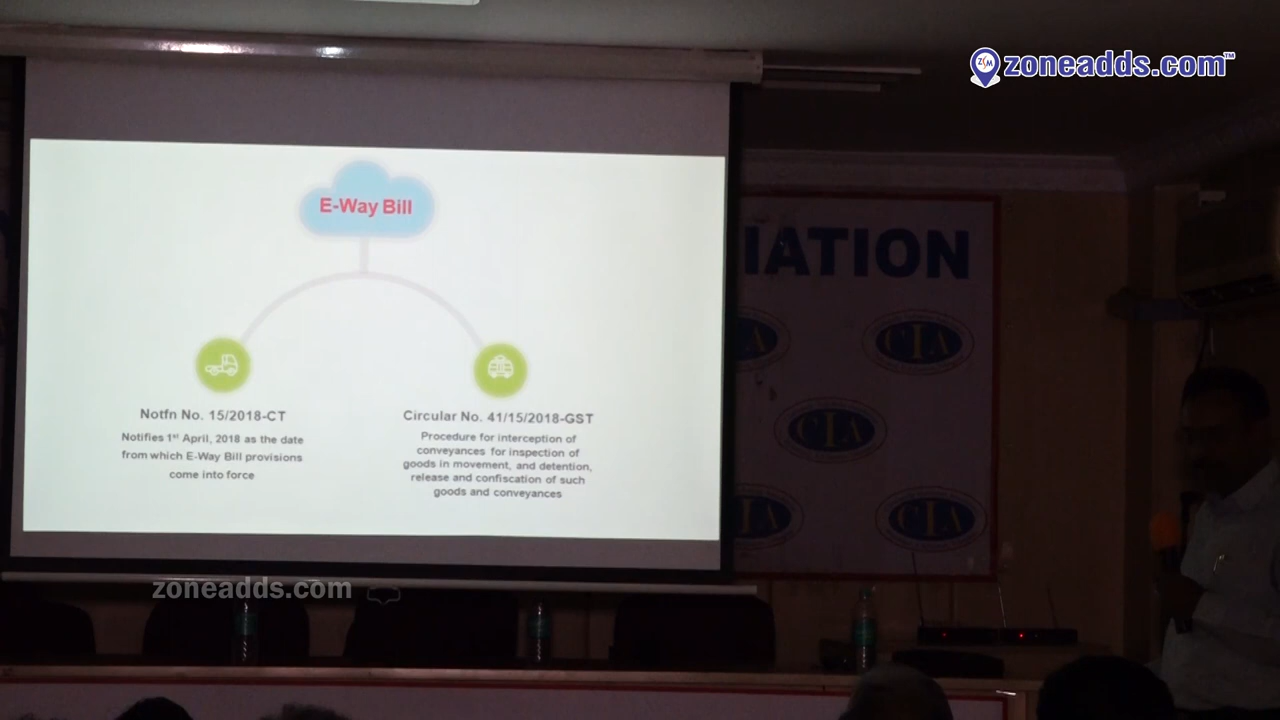 ZSM zoneadds.com™
E-Way Bill
IATION
CIA
CIA
CIA
Notfn No. 15/2018-CT
Notifies 1st April, 2018 as the date
from which E-Way Bill provisions
come into force
Circular No. 41/15/2018-GST
Procedure for interception of
conveyances for inspection of
goods in movement, and detention,
release and confiscation of such
goods and conveyances
IA
CIA
zoneadds.com